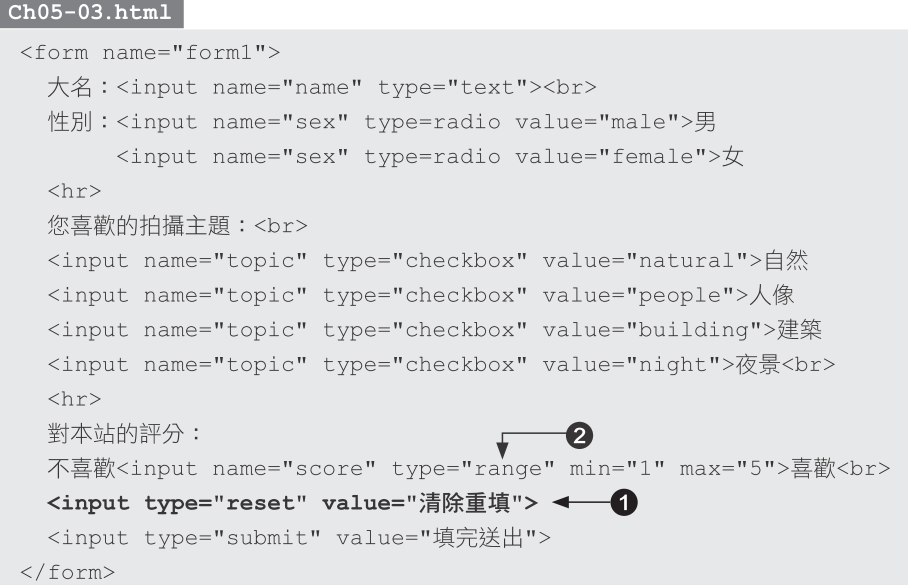 Ch05-03.html
<form name="form1">
大名：<input name="name" type="text"><br>
性別：<input name="sex" type=radio value="male">男
<input name="sex" type=radio value="female">女
<hr>
您喜歡的拍攝主題：<br>
<input name="topic" type="checkbox" value="natural">自然
<input name="topic" type="checkbox" value="people">人像
<input name="topic" type="checkbox" value="building">建築
<input name="topic" type="checkbox" value="night">夜景<br>
<hr>
對本站的評分：
❷
不喜歡<input name="score" type="range" min="1" max="5">喜歡<br>
<input type="reset" value="清除重填"> ❶
<input type="submit" value="填完送出">
</form>